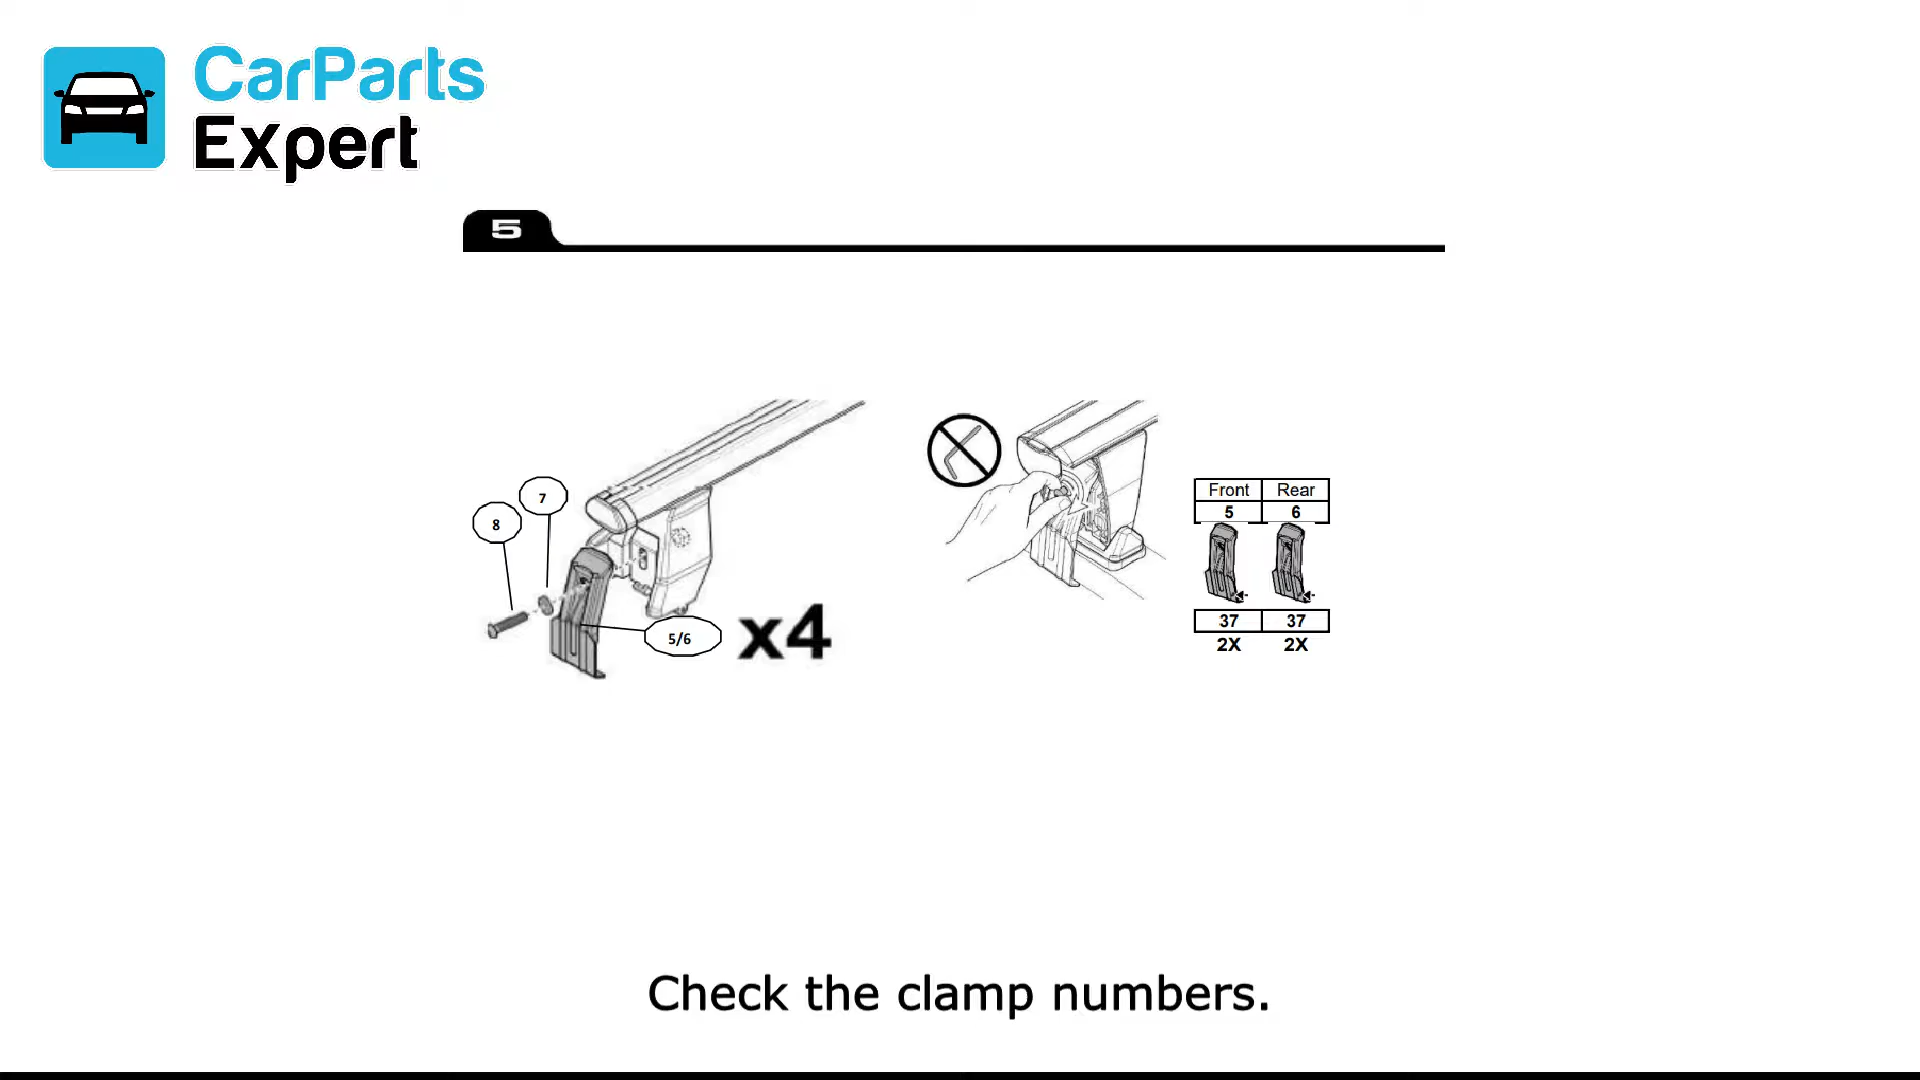 CarParts
Expert
5
7
8
5/6
x4
Front Rear
5 6
37 37
2X 2X
Check the clamp numbers.